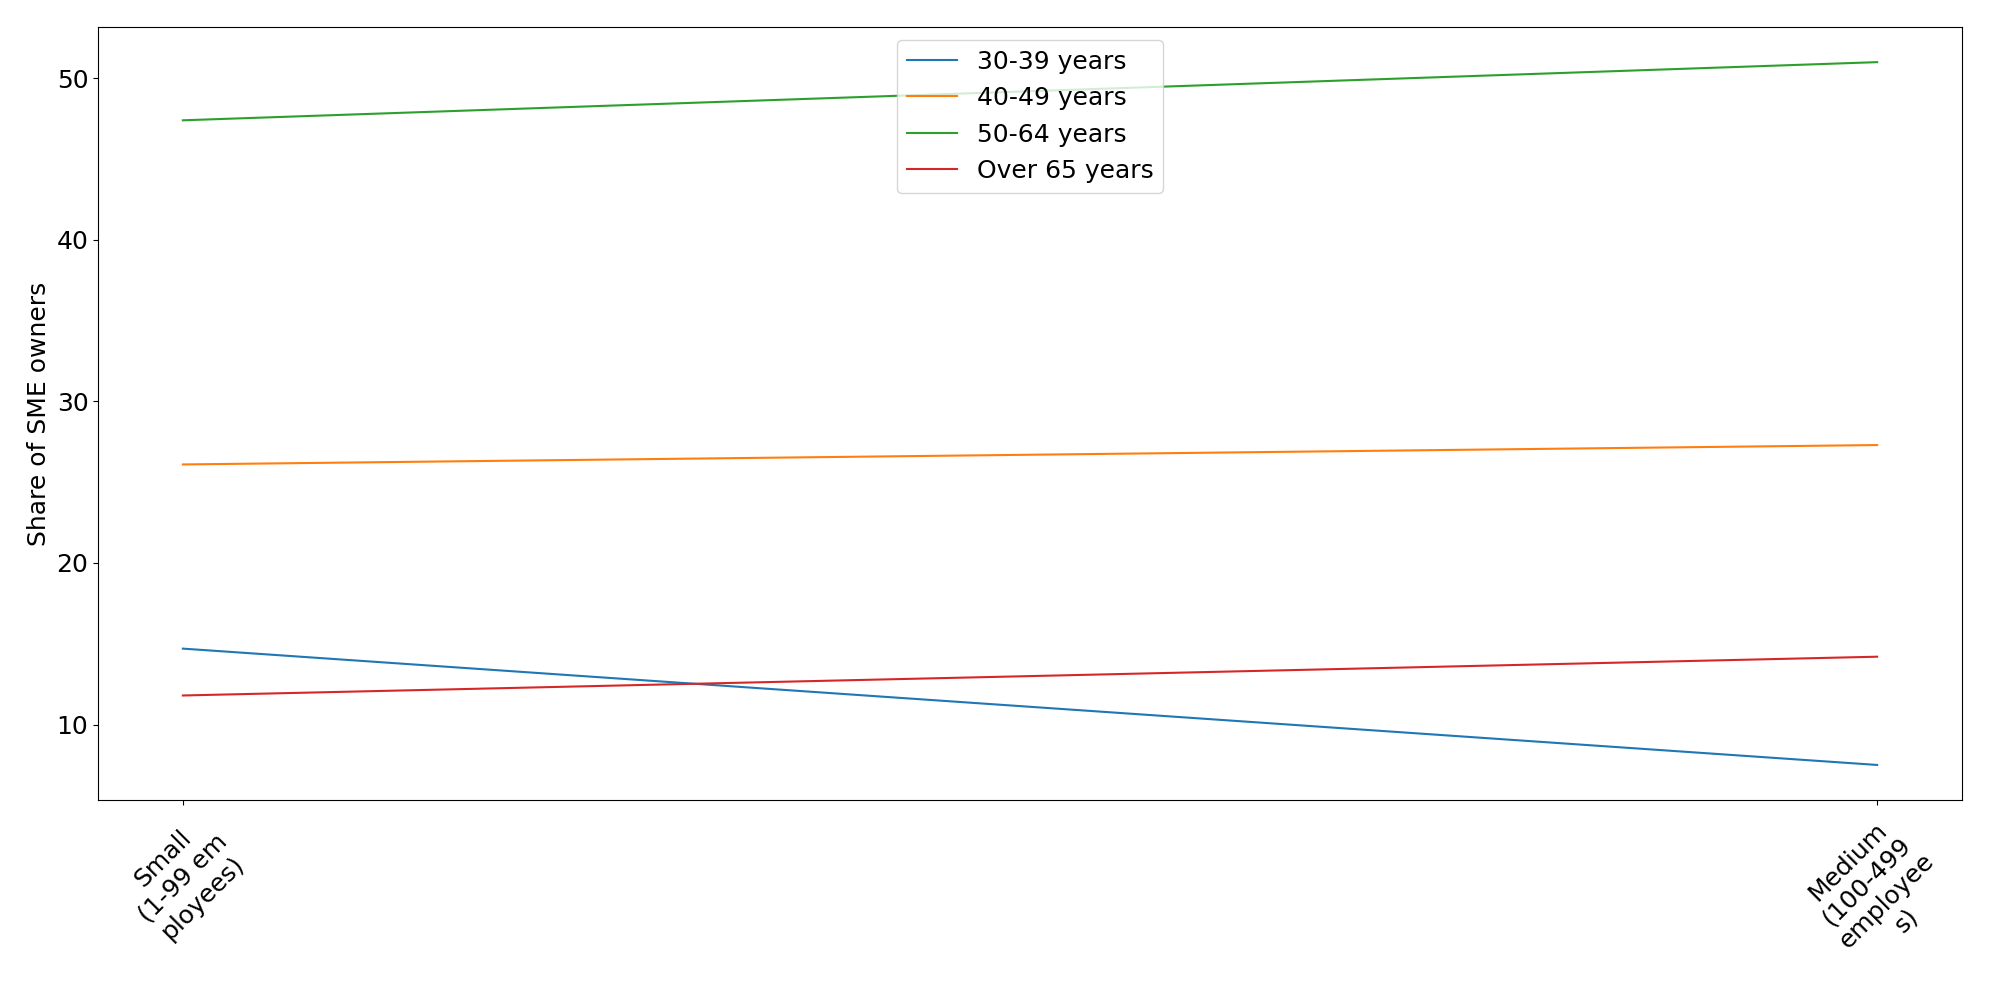 30-39 years
40-49 years
50-64 years
Over 65 years
Share of SME owners
50
40
30
20
10
Small
(1-99 em
ployees)
Medium
(100-499
employee
s)